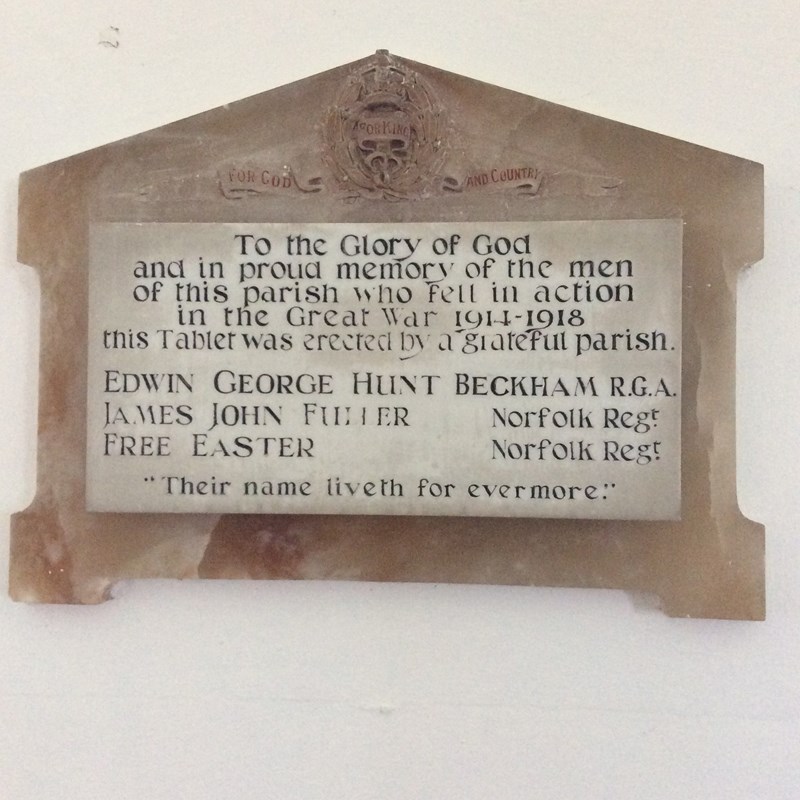 FOR KING
FOR GOD AND COUNTRY
To the Glory of God
and in proud memory of the men
of this parish who fell in action
in the Great War 1914-1918
this Tablet was erected by a grateful parish.
EDWIN GEORGE HUNT BECKHAM R.G.A.
JAMES JOHN FULLER Norfolk Regt
FREE EASTER Norfolk Regt
"Their name liveth for evermore."